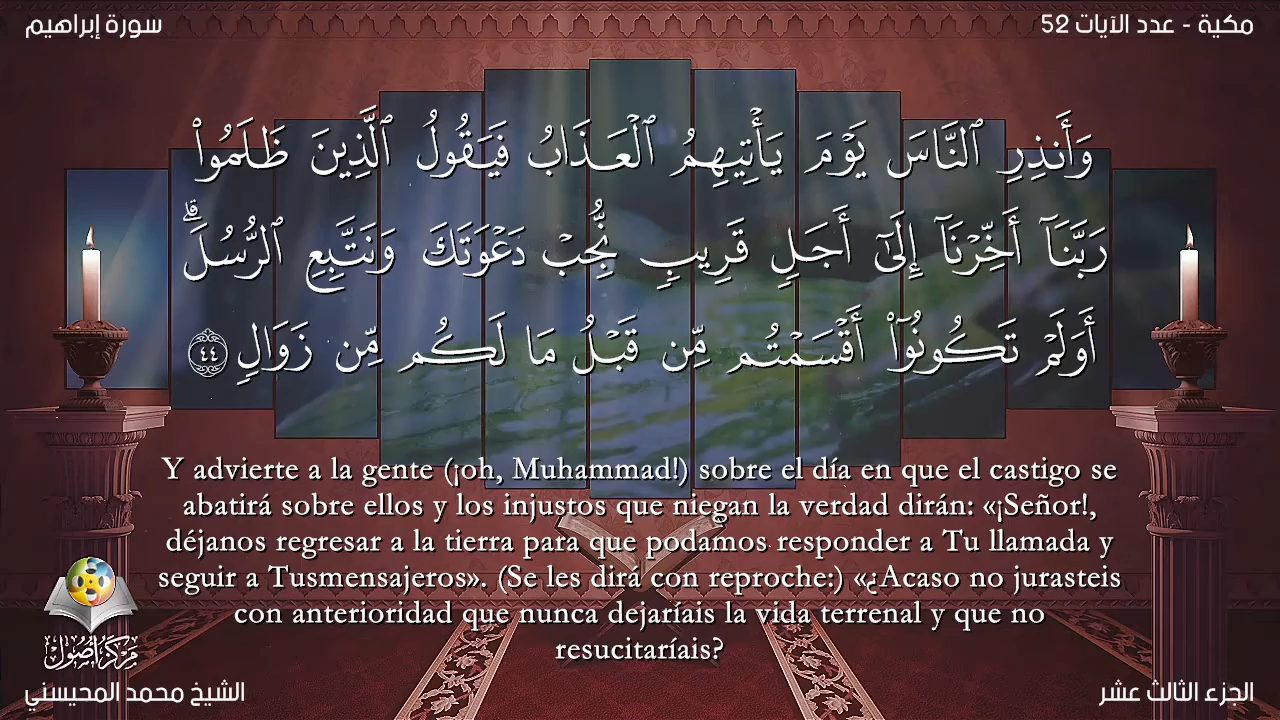 سورة إبراهيم
مكية - عدد الآيات 52
وَأَنذِرِ ٱلنَّاسَ يَوْمَ يَأْتِيهِمُ ٱلْعَذَابُ فَيَقُولُ ٱلَّذِينَ ظَلَمُوا۟
رَبَّنَآ أَخِّرْنَآ إِلَىٰٓ أَجَلٍ قَرِيبٍ نُّجِبْ دَعْوَتَكَ وَنَتَّبِعِ ٱلرُّسُلَ ۗ
أَوَلَمْ تَكُونُوٓا۟ أَقْسَمْتُم مِّن قَبْلُ مَا لَكُم مِّن زَوَالٍ ٤٤
Y advierte a la gente (¡oh, Muhammad!) sobre el día en que el castigo se
abatirá sobre ellos y los injustos que niegan la verdad dirán: «¡Señor!,
déjanos regresar a la tierra para que podamos responder a Tu llamada y
seguir a Tusmensajeros». (Se les dirá con reproche:) «¿Acaso no jurasteis
con anterioridad que nunca dejaríais la vida terrenal y que no
resucitaríais?
مركز أصول
الشيخ محمد المحيسني
الجزء الثالث عشر